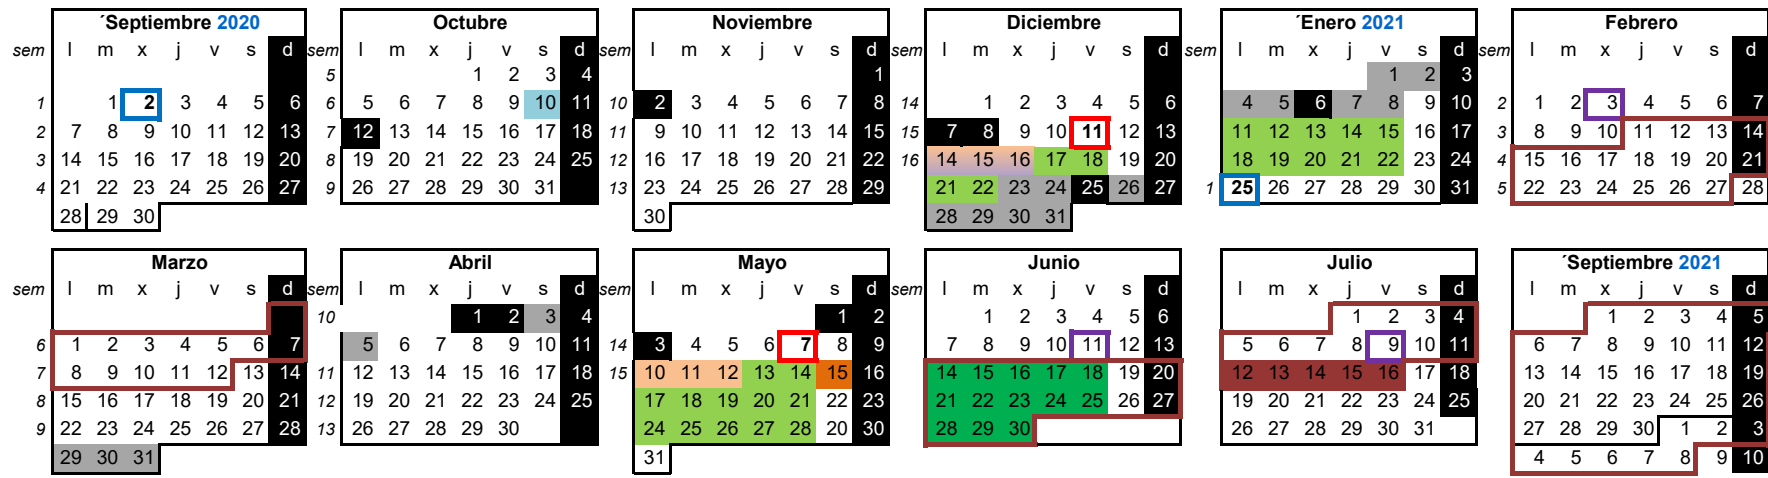 ´Septiembre 2020 Octubre Noviembre Diciembre ´Enero 2021 Febrero
sem l m x j v s d sem l m x j v s d sem l m x j v s d sem l m x j v s d sem l m x j v s d sem l m x j v s d
5 1 2 3 4 1 1 2 3
1 1 2 3 4 5 6 6 5 6 7 8 9 10 11 10 2 3 4 5 6 7 8 14 1 2 3 4 5 6 4 5 6 7 8 9 10 2 1 2 3 4 5 6 7
2 7 8 9 10 11 12 13 7 12 13 14 15 16 17 18 11 9 10 11 12 13 14 15 15 7 8 9 10 11 12 13 11 12 13 14 15 16 17 3 8 9 10 11 12 13 14
3 14 15 16 17 18 19 20 8 19 20 21 22 23 24 25 12 16 17 18 19 20 21 22 16 14 15 16 17 18 19 20 18 19 20 21 22 23 24 4 15 16 17 18 19 20 21
4 21 22 23 24 25 26 27 9 26 27 28 29 30 31 13 23 24 25 26 27 28 29 21 22 23 24 25 26 27 1 25 26 27 28 29 30 31 5 22 23 24 25 26 27 28
28 29 30 30 28 29 30 31
Marzo Abril Mayo Junio Julio ´Septiembre 2021
sem l m x j v s d sem l m x j v s d sem l m x j v s d sem l m x j v s d l m x j v s d l m x j v s d
10 1 2 3 4 1 2 1 2 3 4 5 6 1 2 3 4 1 2 3 4 5
6 1 2 3 4 5 6 7 5 6 7 8 9 10 11 14 3 4 5 6 7 8 9 7 8 9 10 11 12 13 5 6 7 8 9 10 11 6 7 8 9 10 11 12
7 8 9 10 11 12 13 14 11 12 13 14 15 16 17 18 15 10 11 12 13 14 15 16 14 15 16 17 18 19 20 12 13 14 15 16 17 18 13 14 15 16 17 18 19
8 15 16 17 18 19 20 21 12 19 20 21 22 23 24 25 17 18 19 20 21 22 23 21 22 23 24 25 26 27 19 20 21 22 23 24 25 20 21 22 23 24 25 26
9 22 23 24 25 26 27 28 13 26 27 28 29 30 24 25 26 27 28 20 30 28 29 30 26 27 28 29 30 31 27 28 29 30 1 2 3
29 30 31 31 4 5 6 7 8 9 10